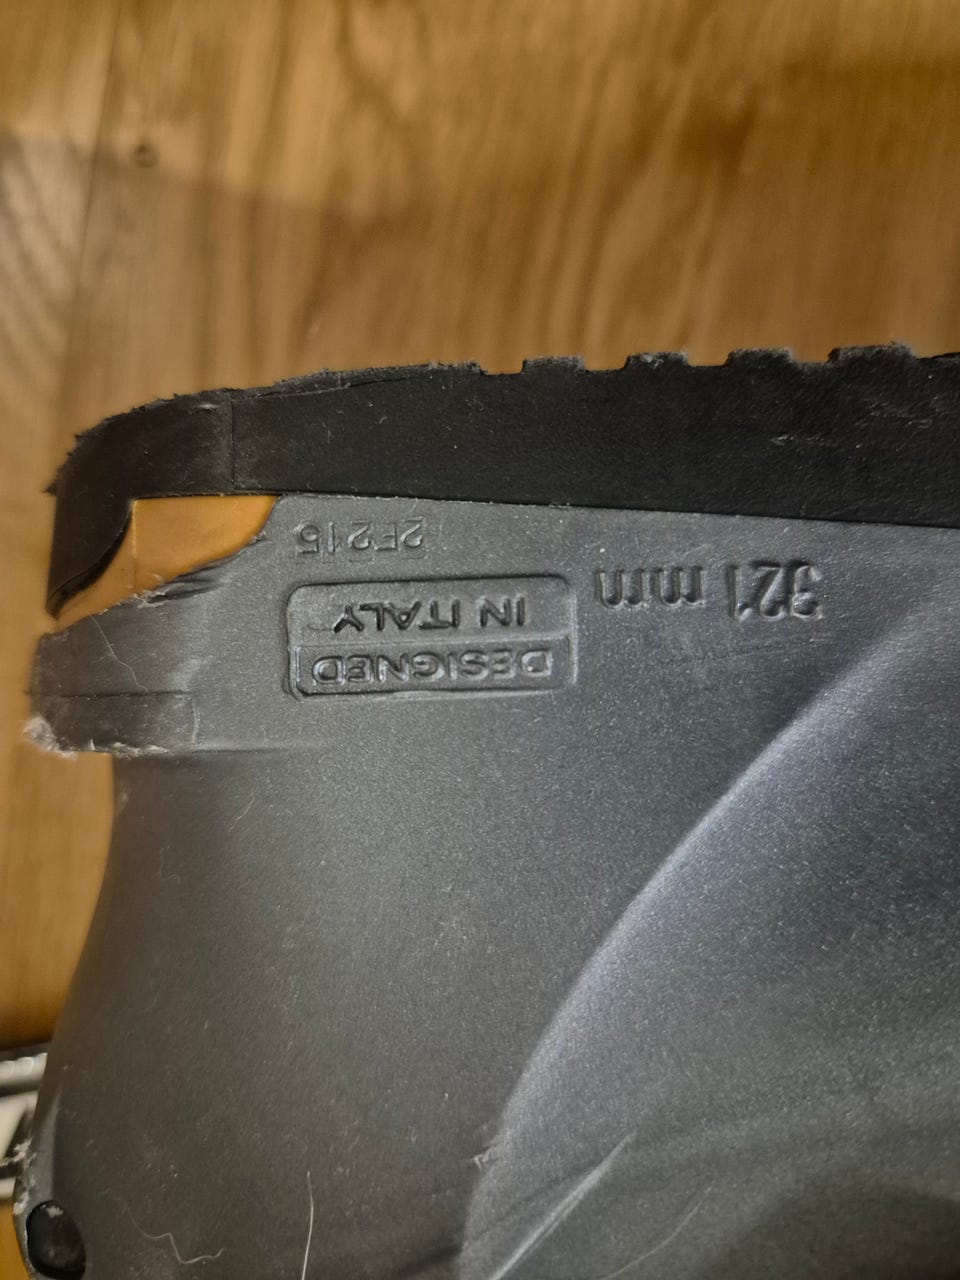 321 mm
DESIGNED
IN ITALY
2F215